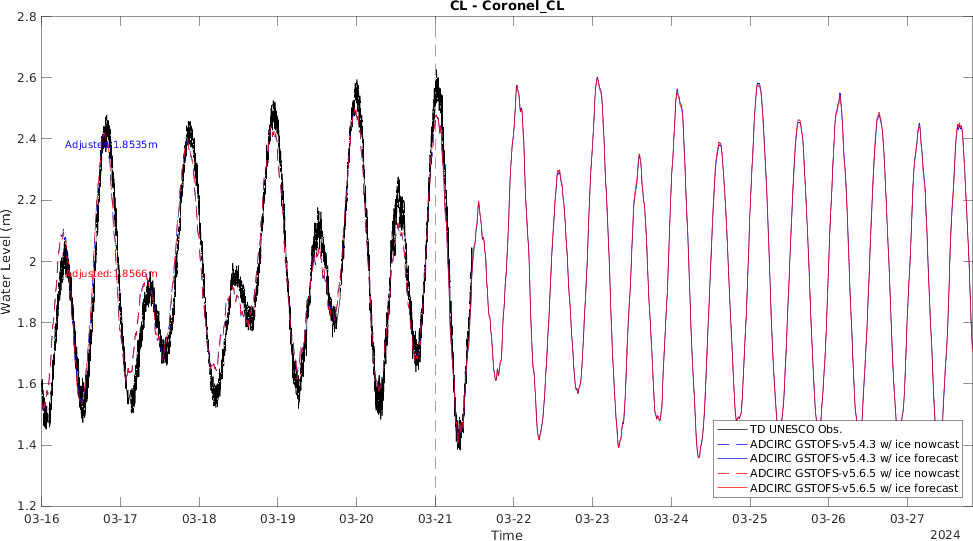 CL - Coronel_CL
2.8
2.6
2.4
2.2
2
1.8
1.6
1.4
1.2
Water Level (m)
Adjusted:1.8535m
Adjusted:1.8566m
TD UNESCO Obs.
ADCIRC GSTOFS-v5.4.3 w/ ice nowcast
ADCIRC GSTOFS-v5.4.3 w/ ice forecast
ADCIRC GSTOFS-v5.6.5 w/ ice nowcast
ADCIRC GSTOFS-v5.6.5 w/ ice forecast
03-16 03-17 03-18 03-19 03-20 03-21 03-22 03-23 03-24 03-25 03-26 03-27
Time
2024